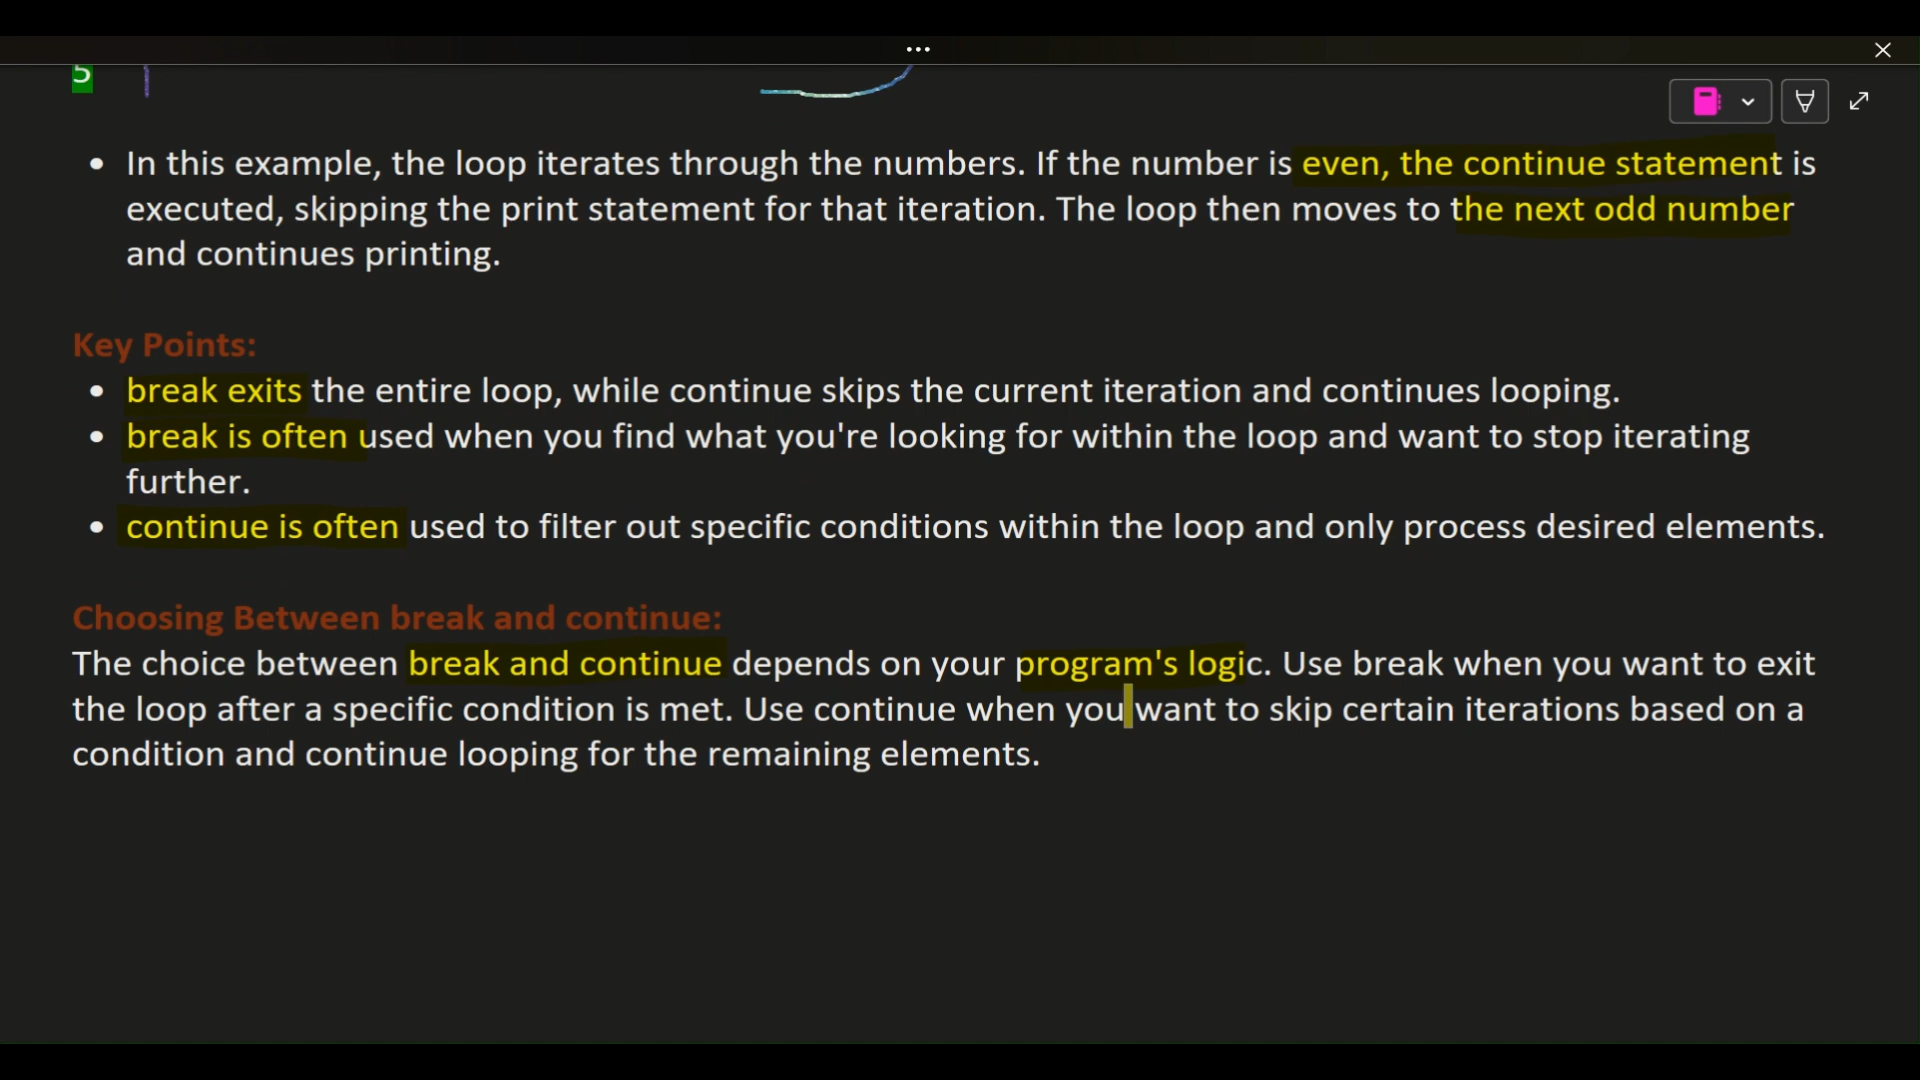 5
• In this example, the loop iterates through the numbers. If the number is even, the continue statement is
executed, skipping the print statement for that iteration. The loop then moves to the next odd number
and continues printing.
Key Points:
• break exits the entire loop, while continue skips the current iteration and continues looping.
• break is often used when you find what you're looking for within the loop and want to stop iterating
further.
• continue is often used to filter out specific conditions within the loop and only process desired elements.
Choosing Between break and continue:
The choice between break and continue depends on your program's logic. Use break when you want to exit
the loop after a specific condition is met. Use continue when you want to skip certain iterations based on a
condition and continue looping for the remaining elements.